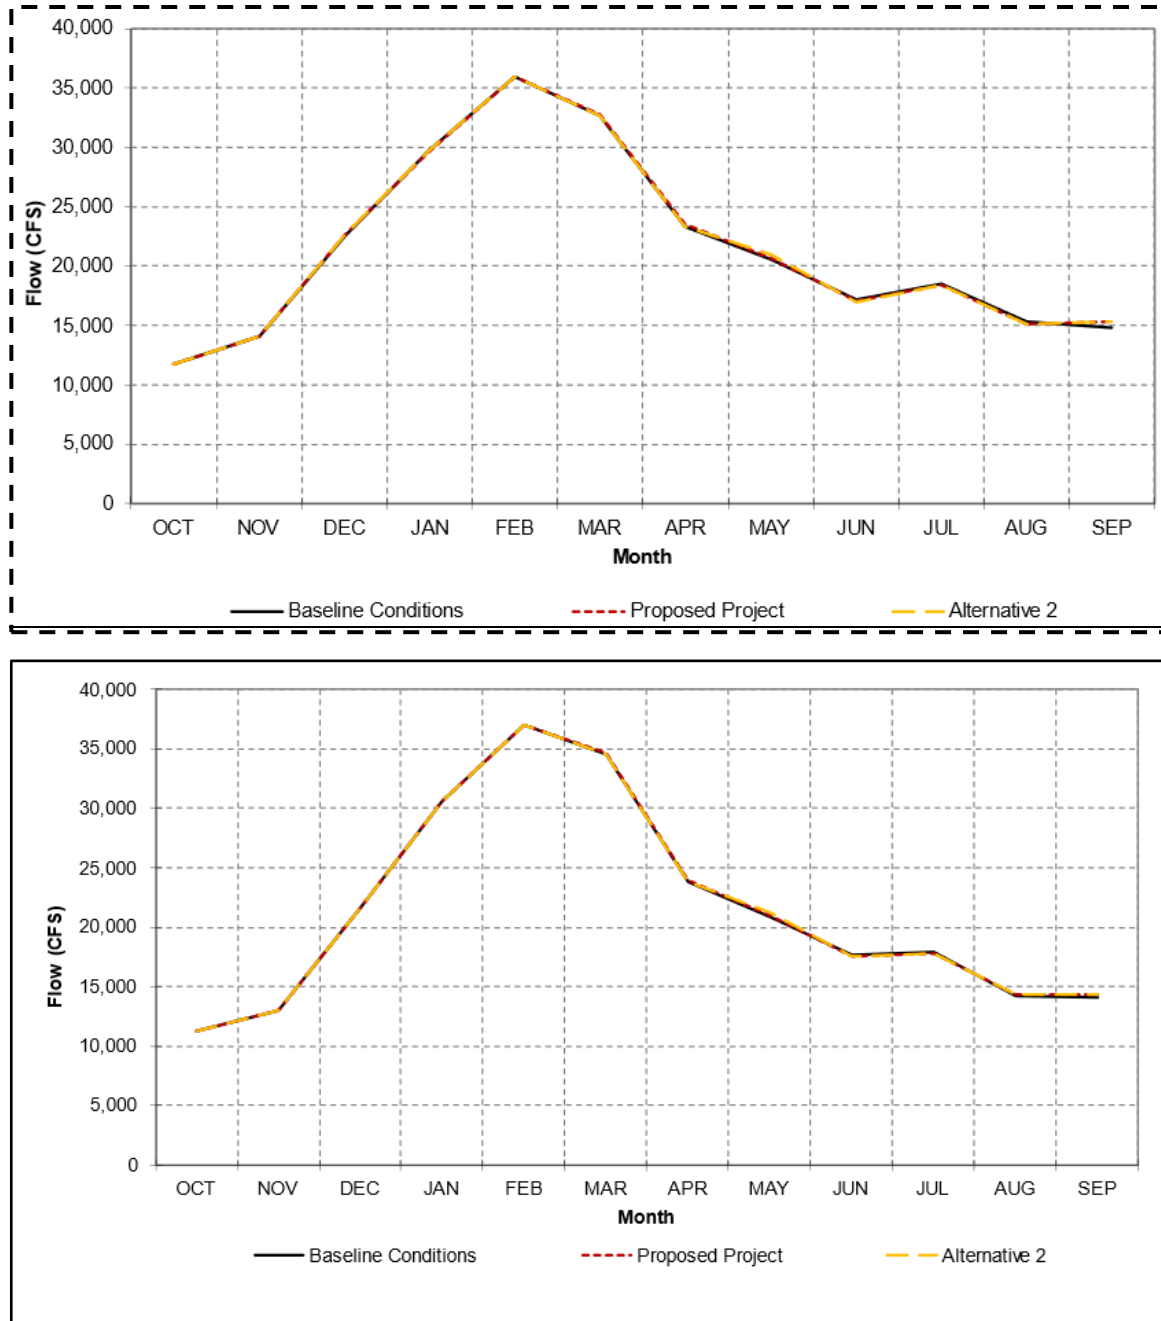 40,000
35,000
30,000
25,000
20,000
15,000
10,000
5,000
0
Flow (CFS)
OCT NOV DEC JAN FEB MAR APR MAY JUN JUL AUG SEP
Month
Baseline Conditions Proposed Project Alternative 2
40,000
35,000
30,000
25,000
20,000
15,000
10,000
5,000
0
Flow (CFS)
OCT NOV DEC JAN FEB MAR APR MAY JUN JUL AUG SEP
Month
Baseline Conditions Proposed Project Alternative 2